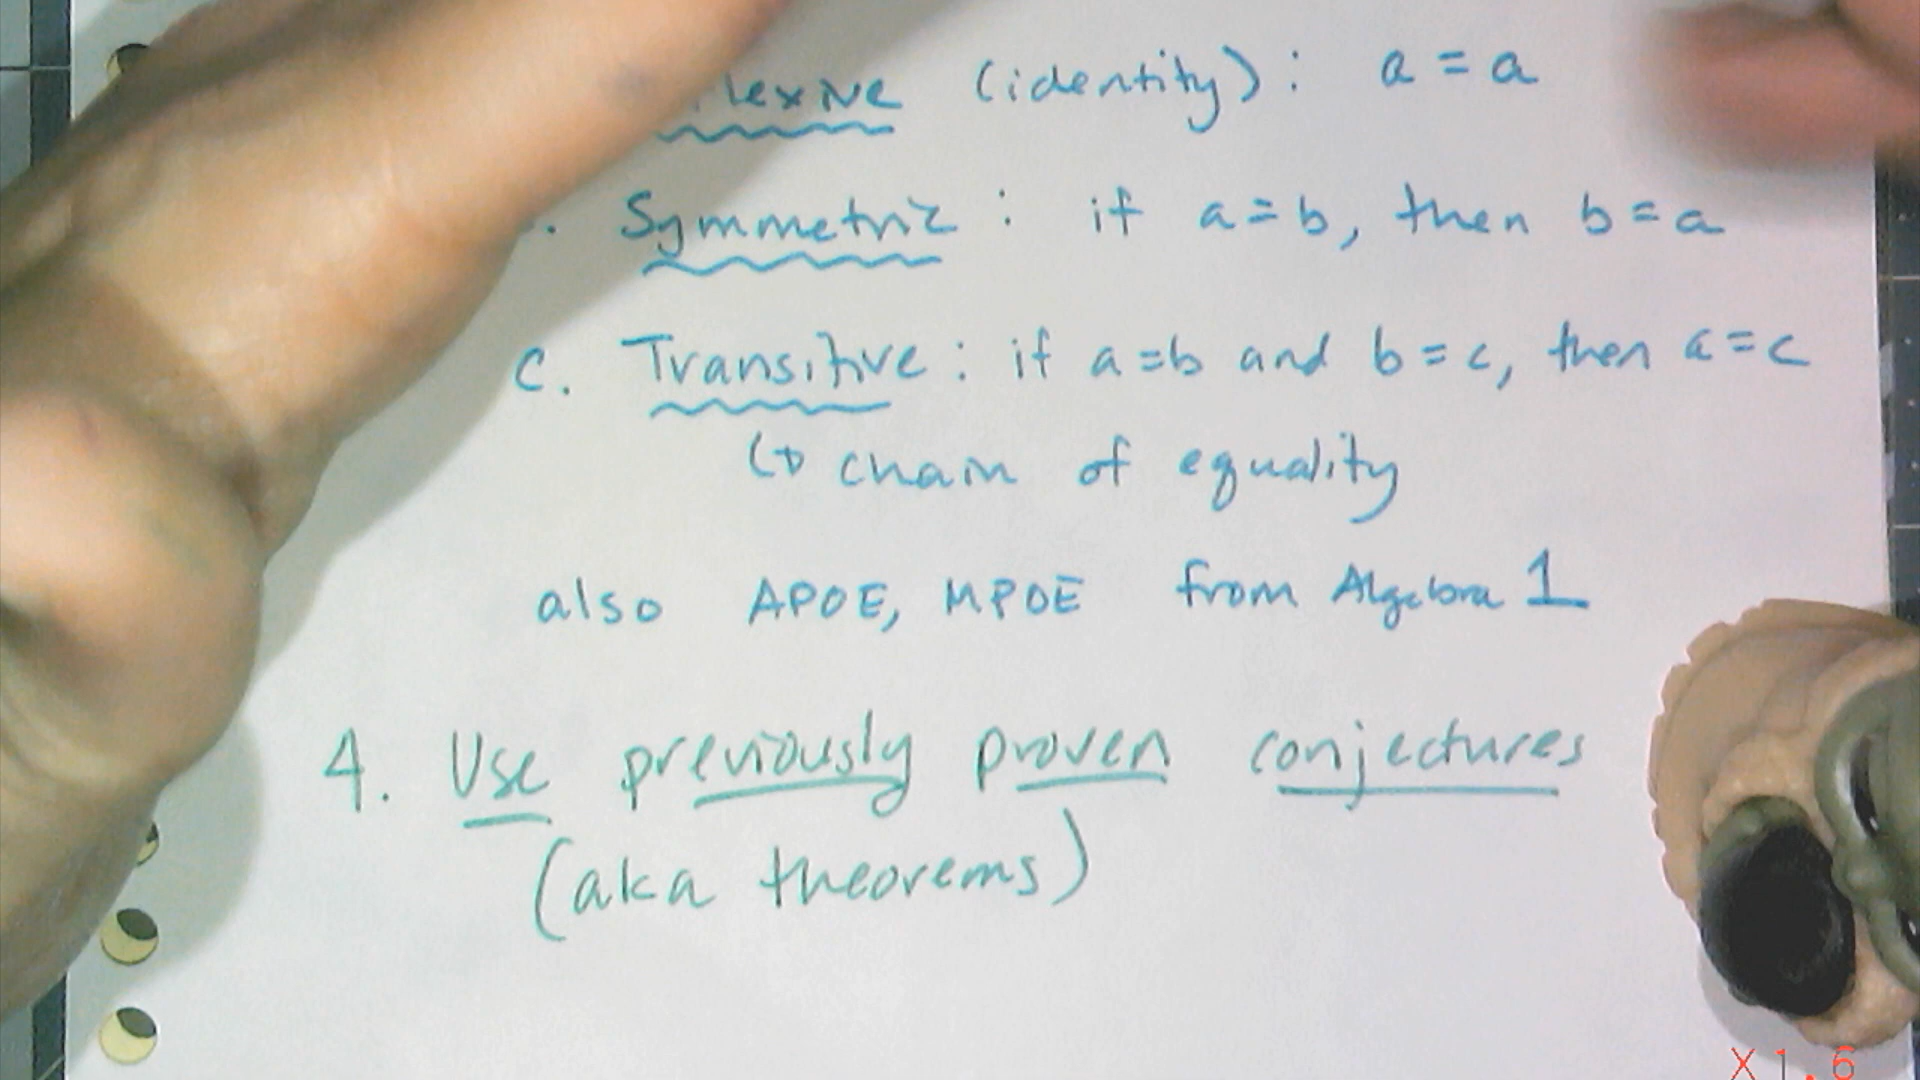 (identity): a = a
Symmetric : if a = b, then b = a
c. Transitive : if a = b and b = c, then a = c
↳ chain of equality
also APOE, MPOE from Algebra 1
4. Use previously proven conjectures
(aka theorems)
X1.6